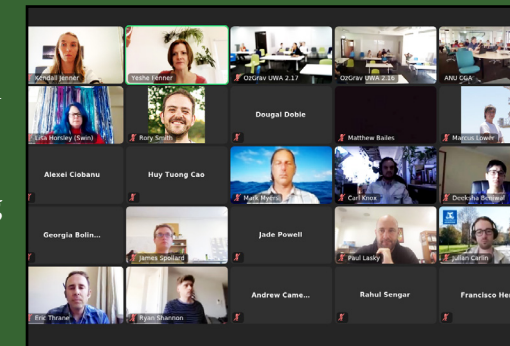 Kendall Jenner
Yeshe Fenner
OzGrav UWA 2.17
OzGrav UWA 2.16
ANU CGA
Lisa Horsley (Swin)
Rory Smith
Dougal Doble
Matthew Bailes
Marcus Lower
Alexei Ciobanu
Huy Tuong Cao
Mark Myers
Carl Knox
Deeksha Beniwal
Georgia Bolin...
James Spollard
Jade Powell
Paul Lasky
Julian Carlin
Eric Thrane
Ryan Shannon
Andrew Came...
Rahul Sengar
Francisco He